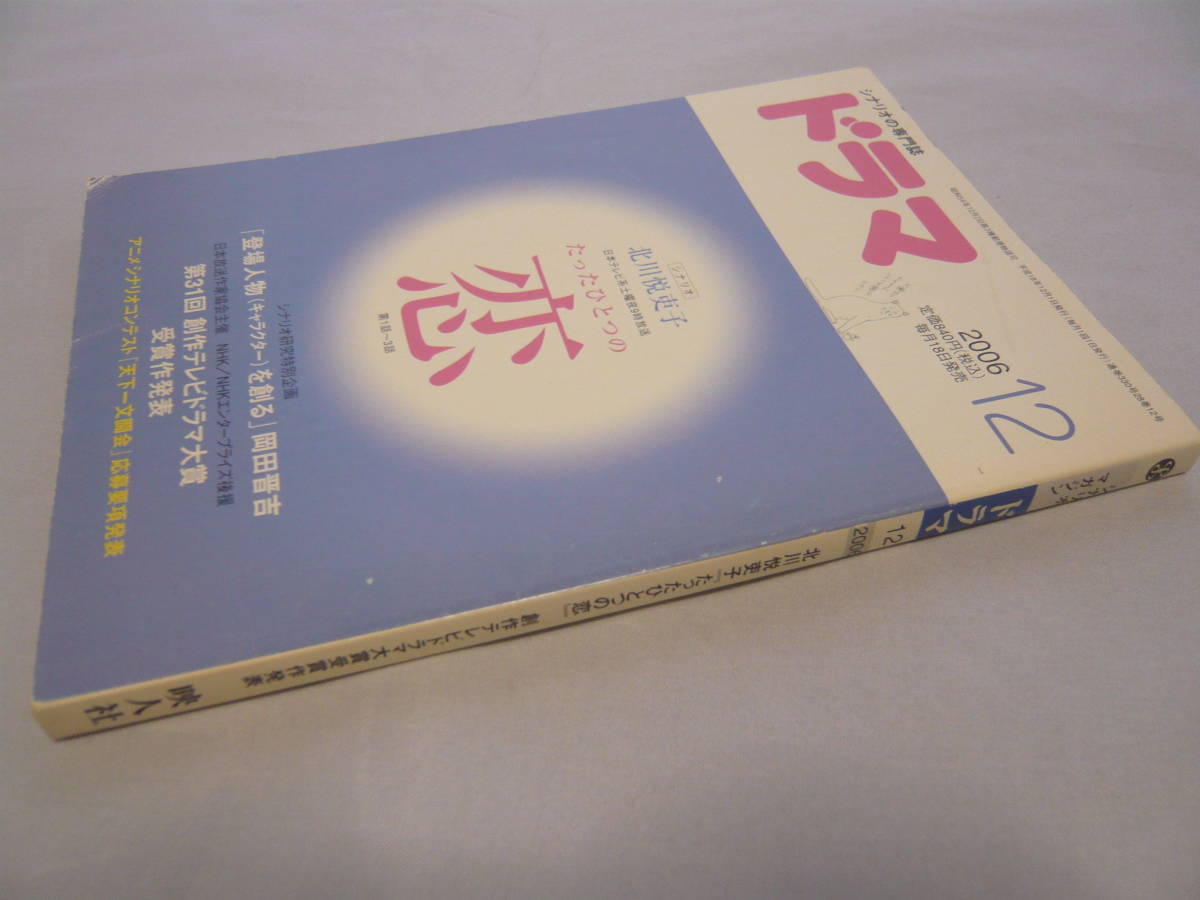 シナリオの専門誌
ドラマ
2006
12
定価840円(税込)
毎月18日発売
シナリオ
北川悦吏子
日本テレビ系土曜夜9時放送
たったひとつの
恋
第1話~3話
シナリオ研究特別企画
「登場人物(キャラクター)を創る」岡田晋吉
日本放送作家協会主催 NHK/NHKエンタープライズ後援
第31回 創作テレビドラマ大賞
受賞作発表
アニメシナリオコンテスト「天下一文闘会」応募要項発表
ドラマ
12
北川悦吏子『たったひとつの恋』
創作テレビドラマ大賞受賞作発表
映人社